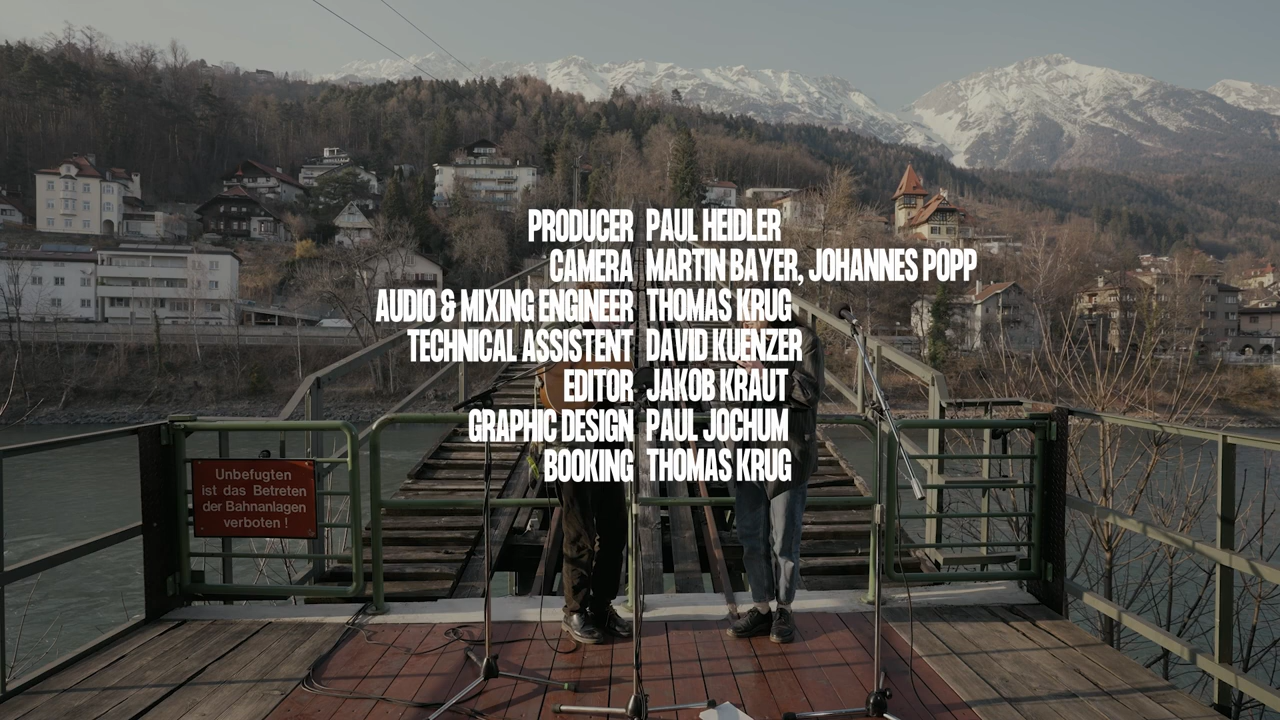 PRODUCER PAUL HEIDLER
CAMERA MARTIN BAYER, JOHANNES POPP
AUDIO & MIXING ENGINEER THOMAS KRUG
TECHNICAL ASSISTENT DAVID KUENZER
EDITOR JAKOB KRAUT
GRAPHIC DESIGN PAUL JOCHUM
BOOKING THOMAS KRUG
Unbefugten
ist das Betreten
der Bahnanlagen
verboten !